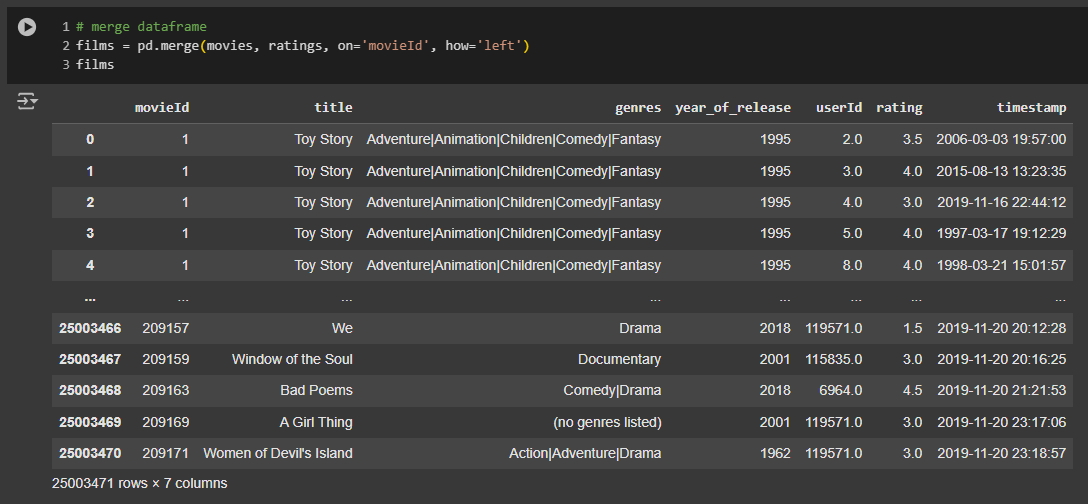 1 # merge dataframe
2 films = pd.merge(movies, ratings, on='movieId', how='left')
3 films
movieId title genres year_of_release userId rating timestamp
0 1 Toy Story Adventure|Animation|Children|Comedy|Fantasy 1995 2.0 3.5 2006-03-03 19:57:00
1 1 Toy Story Adventure|Animation|Children|Comedy|Fantasy 1995 3.0 4.0 2015-08-13 13:23:35
2 1 Toy Story Adventure|Animation|Children|Comedy|Fantasy 1995 4.0 3.0 2019-11-16 22:44:12
3 1 Toy Story Adventure|Animation|Children|Comedy|Fantasy 1995 5.0 4.0 1997-03-17 19:12:29
4 1 Toy Story Adventure|Animation|Children|Comedy|Fantasy 1995 8.0 4.0 1998-03-21 15:01:57
... ... ... ... ... ... ... ...
25003466 209157 We Drama 2018 119571.0 1.5 2019-11-20 20:12:28
25003467 209159 Window of the Soul Documentary 2001 115835.0 3.0 2019-11-20 20:16:25
25003468 209163 Bad Poems Comedy|Drama 2018 6964.0 4.5 2019-11-20 21:21:53
25003469 209169 A Girl Thing (no genres listed) 2001 119571.0 3.0 2019-11-20 23:17:06
25003470 209171 Women of Devil's Island Action|Adventure|Drama 1962 119571.0 3.0 2019-11-20 23:18:57
25003471 rows × 7 columns